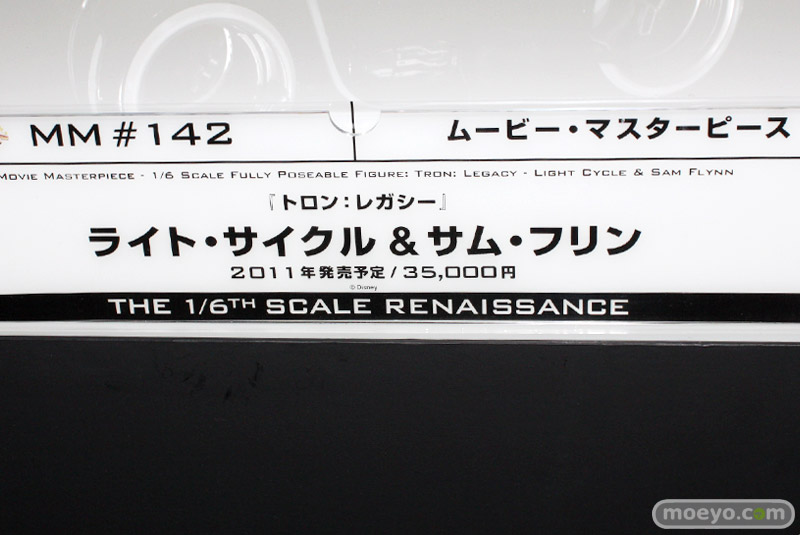 MM #142
ムービー・マスターピース
MOVIE MASTERPIECE - 1/6 SCALE FULLY POSEABLE FIGURE: TRON: LEGACY - LIGHT CYCLE & SAM FLYNN
『トロン：レガシー』
ライト・サイクル & サム・フリン
2011年発売予定/35,000円
© Disney
THE 1/6TH SCALE RENAISSANCE
moeyo.com